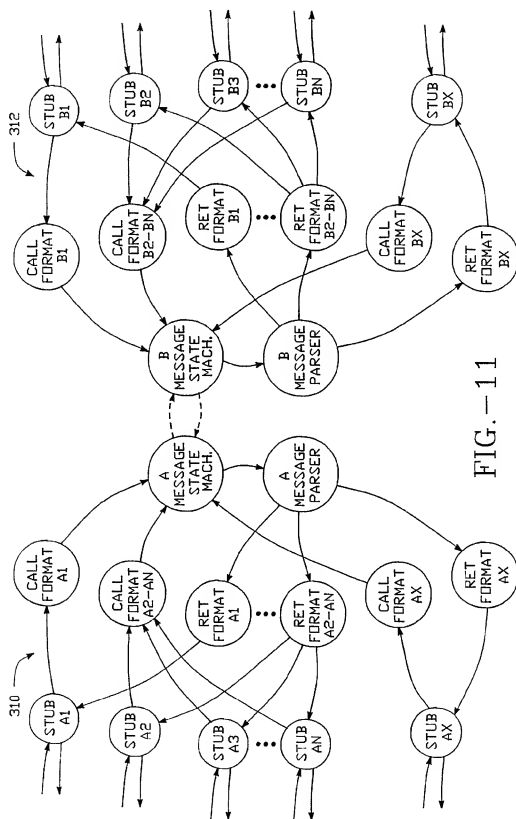 310
312
STUB
A1
CALL
FORMAT
A1
CALL
FORMAT
B1
STUB
B1
STUB
A2
CALL
FORMAT
A2-AN
A
MESSAGE
STATE
MACH.
B
MESSAGE
STATE
MACH.
CALL
FORMAT
B2-BN
STUB
B2
STUB
A3
RET
FORMAT
A1
RET
FORMAT
B1
STUB
B3
STUB
AN
RET
FORMAT
A2-AN
A
MESSAGE
PARSER
B
MESSAGE
PARSER
RET
FORMAT
B2-BN
STUB
BN
CALL
FORMAT
AX
CALL
FORMAT
BX
STUB
AX
RET
FORMAT
AX
RET
FORMAT
BX
STUB
BX
FIG.-11